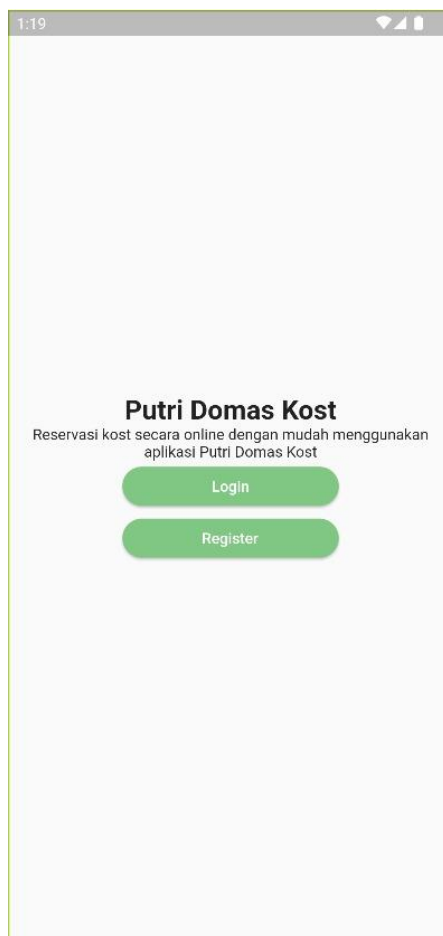 1:19
Putri Domas Kost
Reservasi kost secara online dengan mudah menggunakan
aplikasi Putri Domas Kost
Login
Register